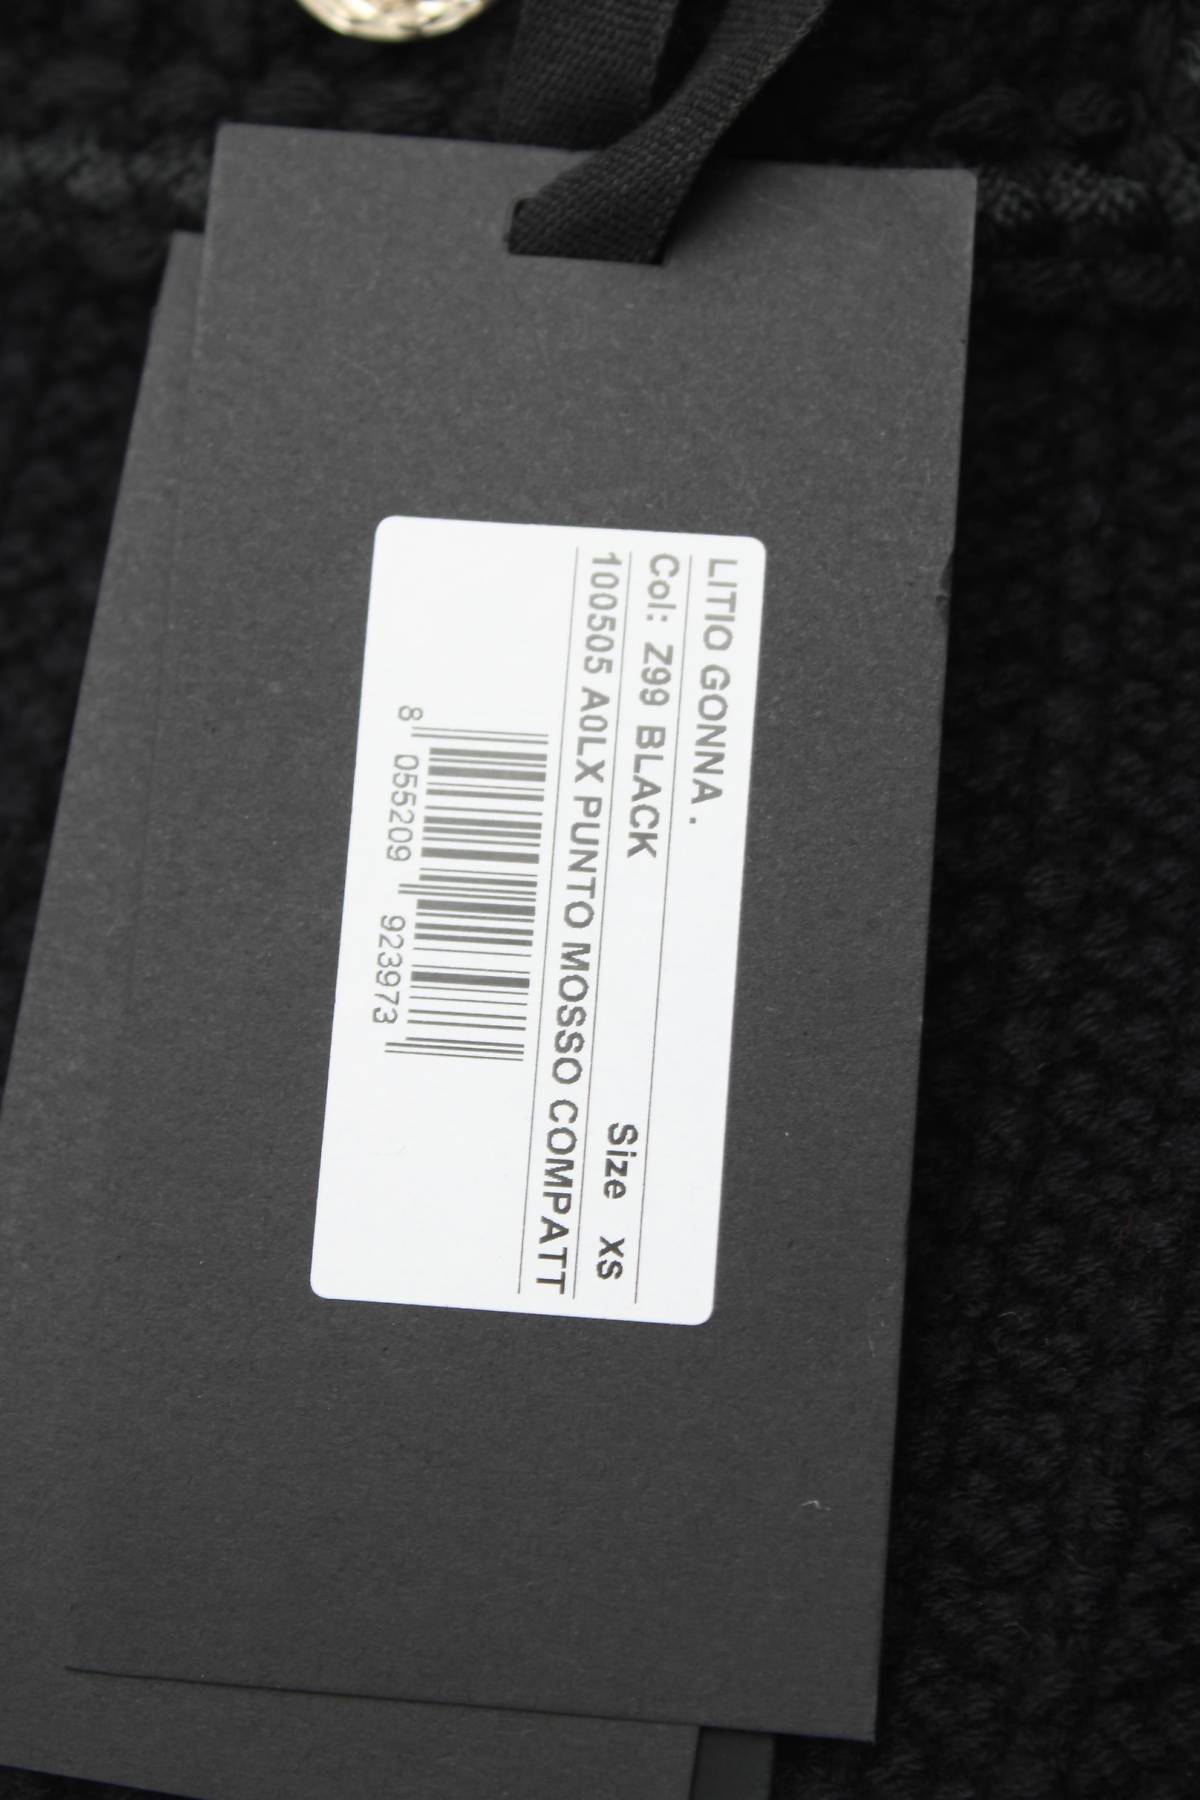 LITIO GONNA .
Col: Z99 BLACK Size XS
100505 A0LX PUNTO MOSSO COMPATT
8 055209 923973